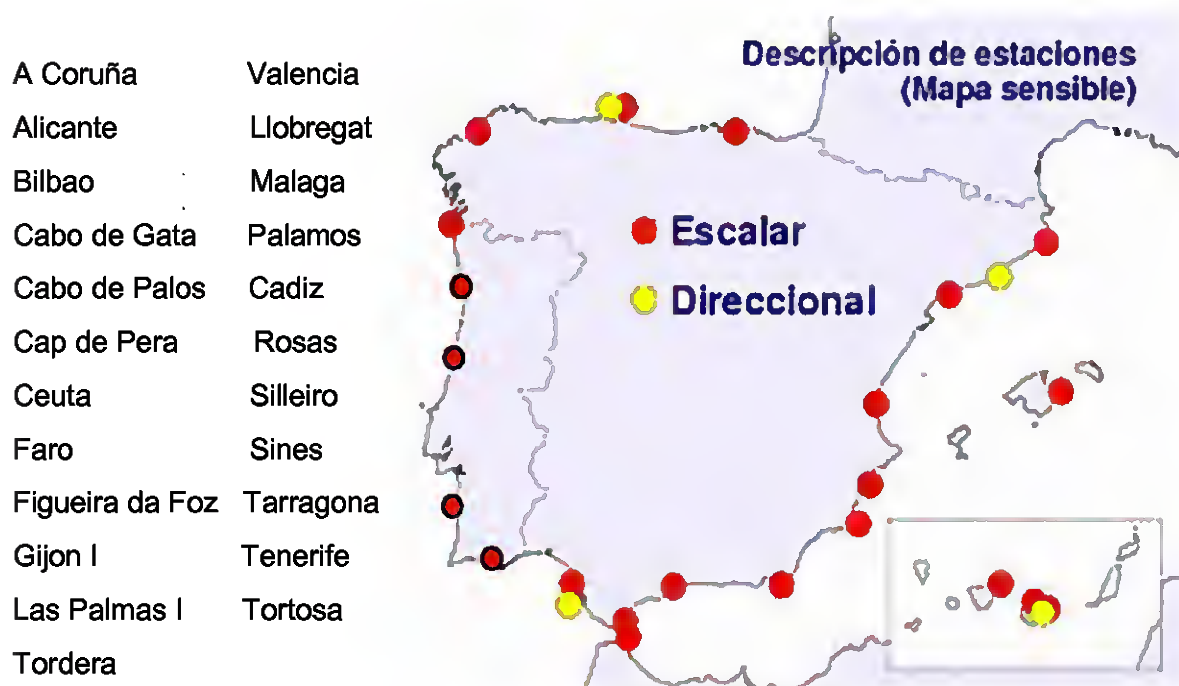 A Coruña
Alicante
Bilbao
Cabo de Gata
Cabo de Palos
Cap de Pera
Ceuta
Faro
Figueira da Foz
Gijon I
Las Palmas I
Tordera
Valencia
Llobregat
Malaga
Palamos
Cadiz
Rosas
Silleiro
Sines
Tarragona
Tenerife
Tortosa
Descripción de estaciones
(Mapa sensible)
Escalar
Direccional